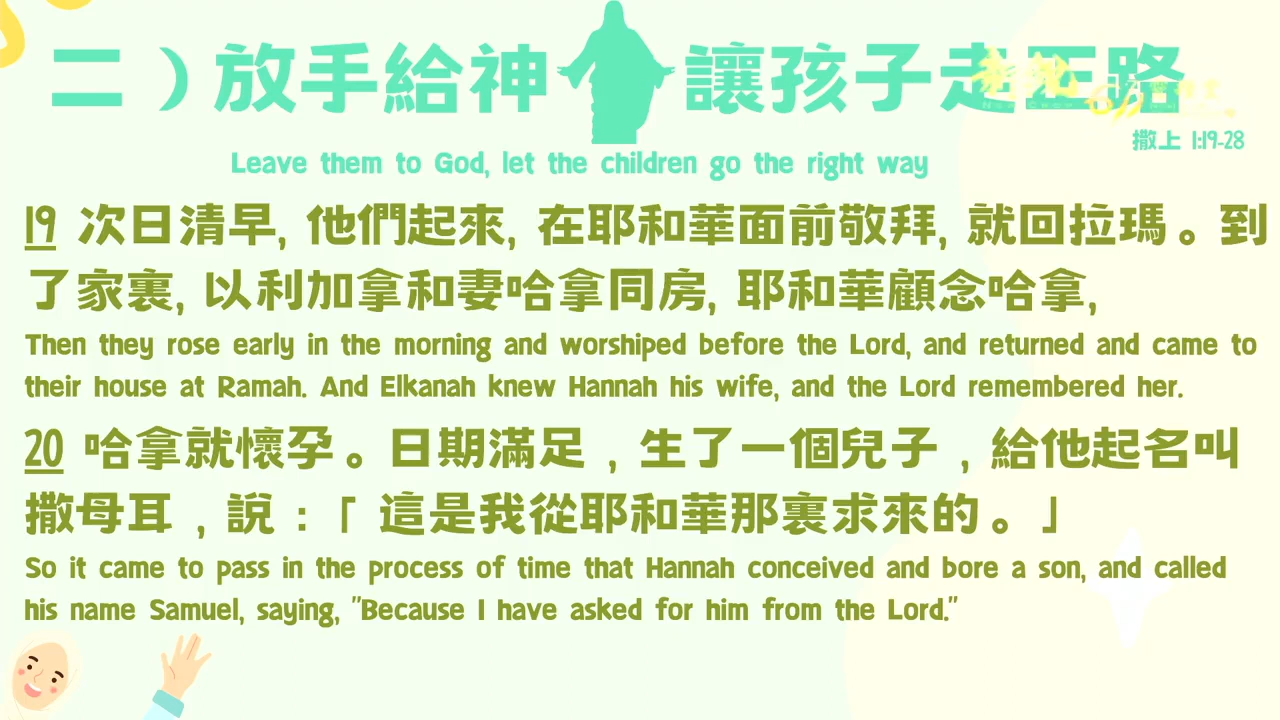 二）放手給神 讓孩子走正路
撒上 1:19-28
Leave them to God, let the children go the right way
19 次日清早, 他們起來, 在耶和華面前敬拜, 就回拉瑪。到
了家裏, 以利加拿和妻哈拿同房, 耶和華顧念哈拿,
Then they rose early in the morning and worshiped before the Lord, and returned and came to
their house at Ramah. And Elkanah knew Hannah his wife, and the Lord remembered her.
20 哈拿就懷孕。日期滿足，生了一個兒子，給他起名叫
撒母耳，說：「 這是我從耶和華那裏求來的。」
So it came to pass in the process of time that Hannah conceived and bore a son, and called
his name Samuel, saying, "Because I have asked for him from the Lord."